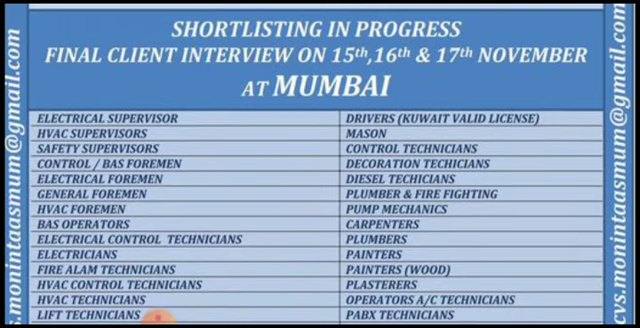 SHORTLISTING IN PROGRESS
FINAL CLIENT INTERVIEW ON 15th,16th & 17th NOVEMBER
AT MUMBAI
ELECTRICAL SUPERVISOR
HVAC SUPERVISORS
SAFETY SUPERVISORS
CONTROL / BAS FOREMEN
ELECTRICAL FOREMEN
GENERAL FOREMEN
HVAC FOREMEN
BAS OPERATORS
ELECTRICAL CONTROL TECHNICIANS
ELECTRICIANS
FIRE ALAM TECHNICIANS
HVAC CONTROL TECHNICIANS
HVAC TECHNICIANS
LIFT TECHNICIANS
DRIVERS (KUWAIT VALID LICENSE)
MASON
CONTROL TECHNICIANS
DECORATION TECHICIANS
DIESEL TECHICIANS
PLUMBER & FIRE FIGHTING
PUMP MECHANICS
CARPENTERS
PLUMBERS
PAINTERS
PAINTERS (WOOD)
PLASTERERS
OPERATORS A/C TECHNICIANS
PABX TECHNICIANS
cvs.monintaasmum@gmail.com
cvs.monintaasmum@gmail.com